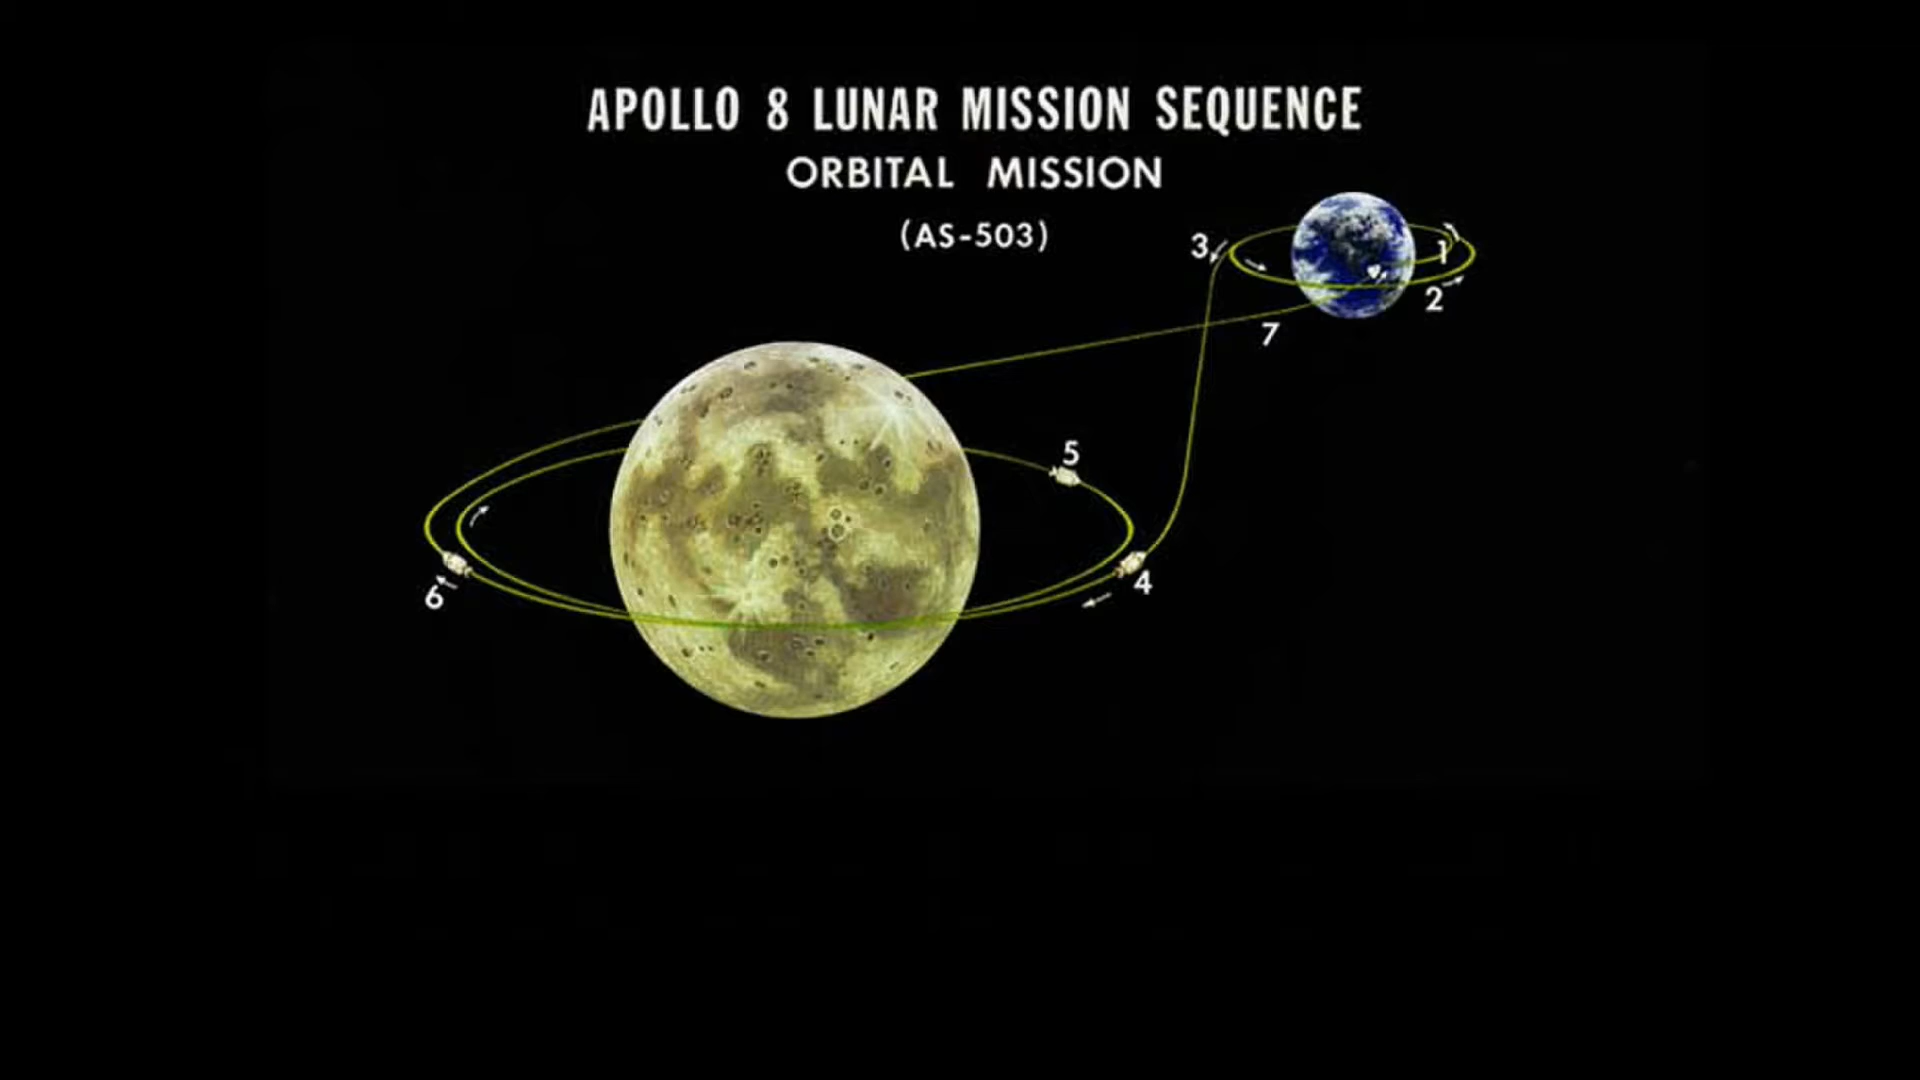 APOLLO 8 LUNAR MISSION SEQUENCE
ORBITAL MISSION
(AS-503)
3
1
2
7
5
4
6